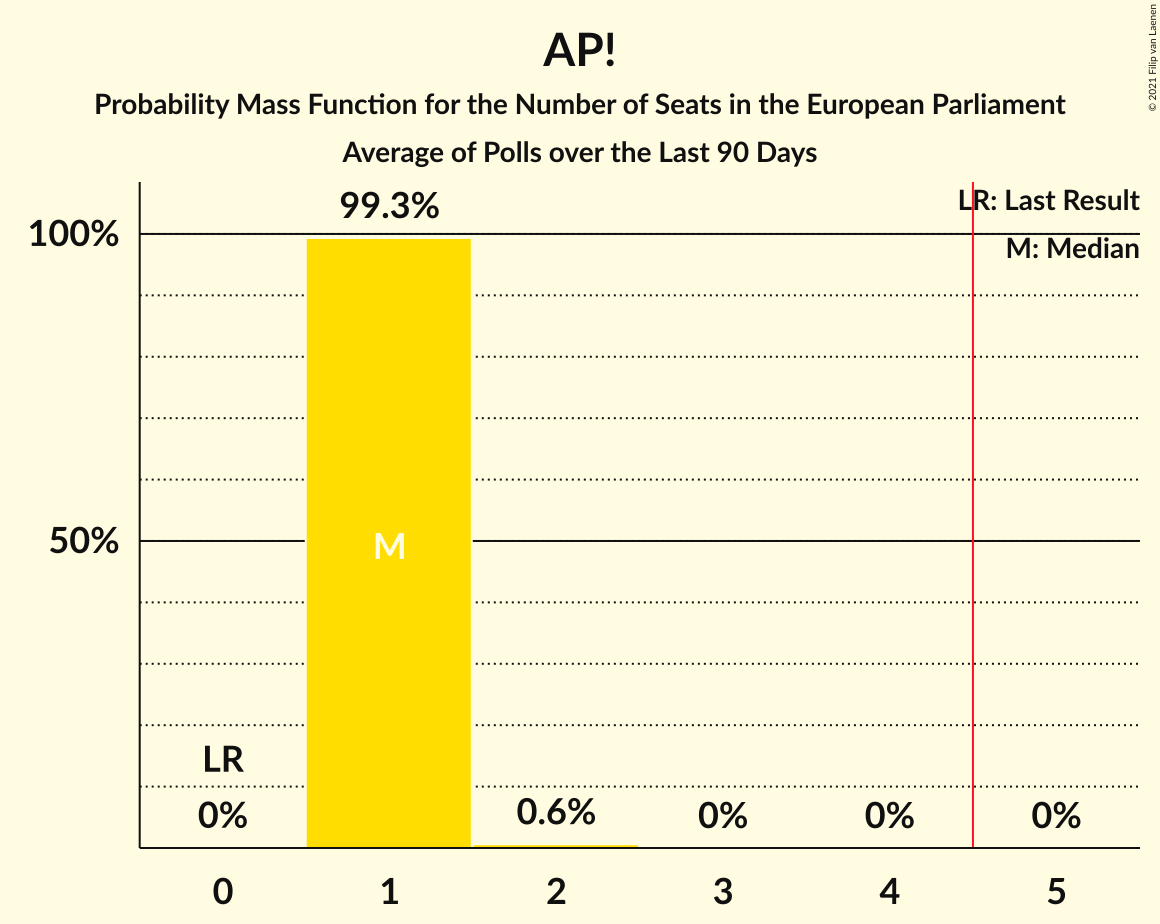 AP!
Probability Mass Function for the Number of Seats in the European Parliament
Average of Polls over the Last 90 Days
© 2021 Filip van Laenen
LR: Last Result
M: Median
99.3%
100%
50%
M
LR
0%
0.6%
0%
0%
0%
0 1 2 3 4 5